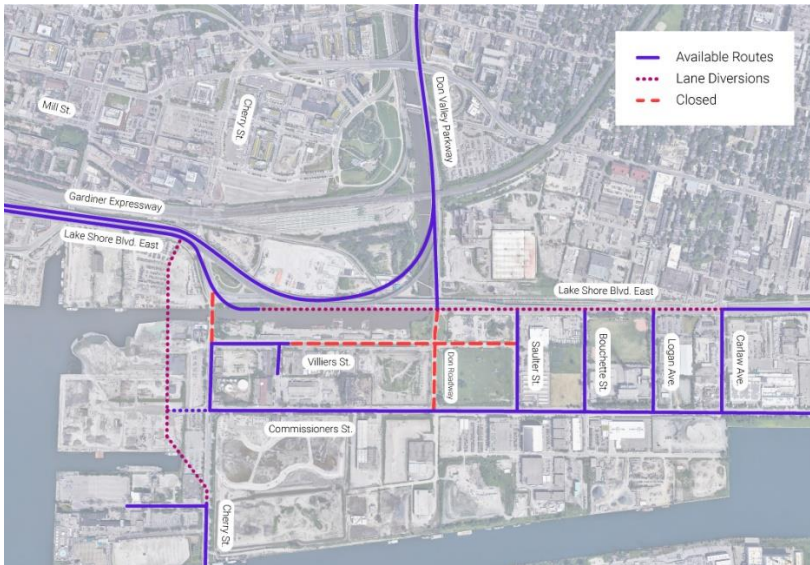 Available Routes
Lane Diversions
Closed
Mill St.
Cherry St.
Don Valley Parkway
Gardiner Expressway
Lake Shore Blvd. East
Lake Shore Blvd. East
Villiers St.
Don Roadway
Saulter St.
Bouchette St.
Logan Ave.
Carlaw Ave.
Commissioners St.
Cherry St.